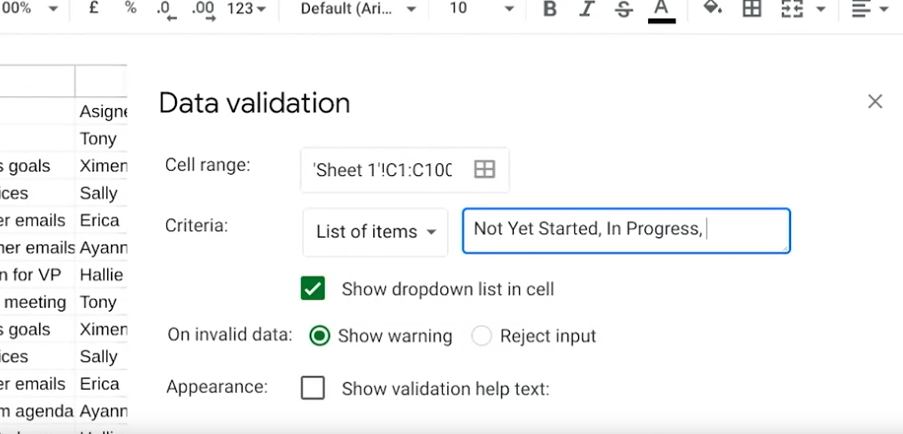 00% £ % .0 .00 123 Default (Ari... 10 B I S A
Data validation
Cell range: 'Sheet 1'!C1:C100
Criteria: List of items Not Yet Started, In Progress,
Show dropdown list in cell
On invalid data: Show warning Reject input
Appearance: Show validation help text:
Asigne
Tony
s goals Ximen
ices Sally
er emails Erica
her emails Ayann
n for VP Hallie
meeting Tony
s goals Ximen
ices Sally
er emails Erica
m agenda Ayann